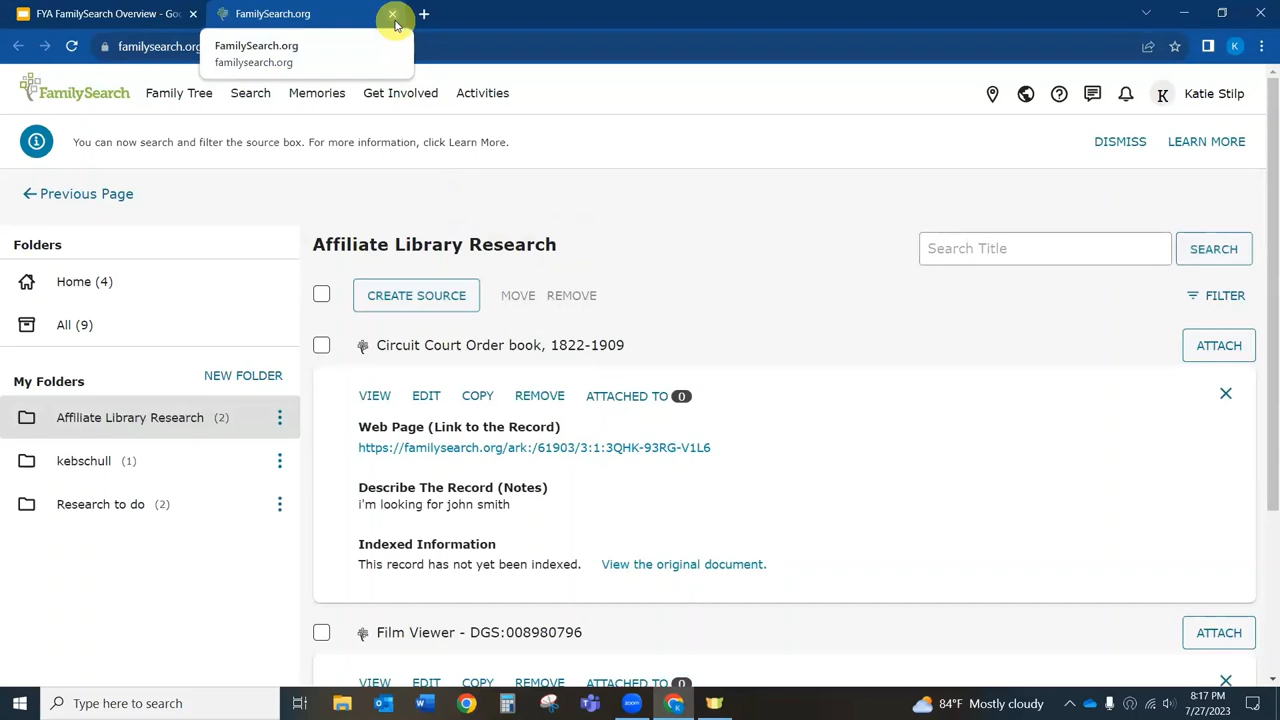 FYA FamilySearch Overview - Goo
FamilySearch.org
familysearch.org
FamilySearch.org
familysearch.org
K
FamilySearch
Family Tree
Search
Memories
Get Involved
Activities
K
Katie Stilp
You can now search and filter the source box. For more information, click Learn More.
DISMISS
LEARN MORE
Previous Page
Folders
Home (4)
All (9)
My Folders
NEW FOLDER
Affiliate Library Research (2)
kebschull (1)
Research to do (2)
Affiliate Library Research
Search Title
SEARCH
CREATE SOURCE
MOVE
REMOVE
FILTER
Circuit Court Order book, 1822-1909
ATTACH
VIEW
EDIT
COPY
REMOVE
ATTACHED TO 0
Web Page (Link to the Record)
https://familysearch.org/ark:/61903/3:1:3QHK-93RG-V1L6
Describe The Record (Notes)
i'm looking for john smith
Indexed Information
This record has not yet been indexed. View the original document.
Film Viewer - DGS:008980796
ATTACH
VIEW
EDIT
COPY
REMOVE
ATTACHED TO 0
Type here to search
zoom
84°F Mostly cloudy
8:17 PM
7/27/2023